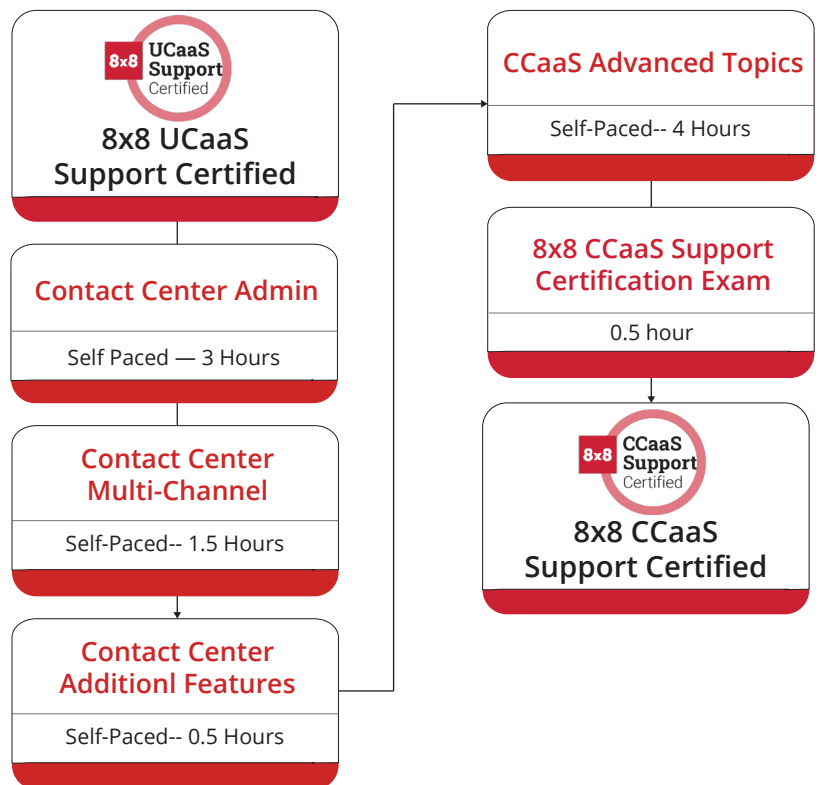 8x8
UCaaS
Support
Certified
8x8 UCaaS
Support Certified
Contact Center Admin
Self Paced — 3 Hours
Contact Center
Multi-Channel
Self-Paced-- 1.5 Hours
Contact Center
Additionl Features
Self-Paced-- 0.5 Hours
CCaaS Advanced Topics
Self-Paced-- 4 Hours
8x8 CCaaS Support
Certification Exam
0.5 hour
8x8
CCaaS
Support
Certified
8x8 CCaaS
Support Certified